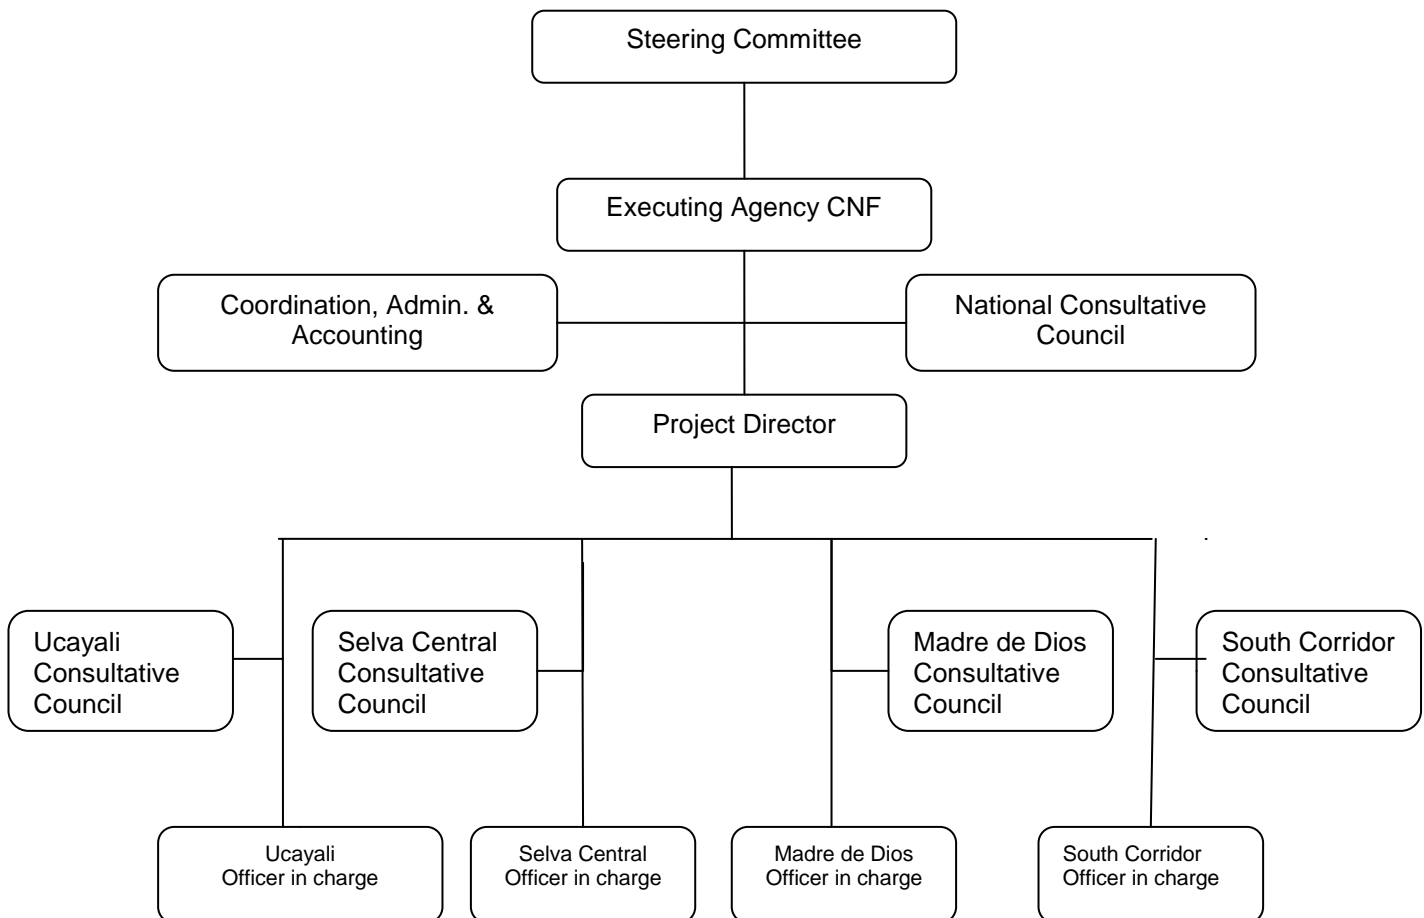 Steering Committee
Executing Agency CNF
Coordination, Admin. &
Accounting
National Consultative
Council
Project Director
Ucayali
Consultative
Council
Selva Central
Consultative
Council
Madre de Dios
Consultative
Council
South Corridor
Consultative
Council
Ucayali
Officer in charge
Selva Central
Officer in charge
Madre de Dios
Officer in charge
South Corridor
Officer in charge